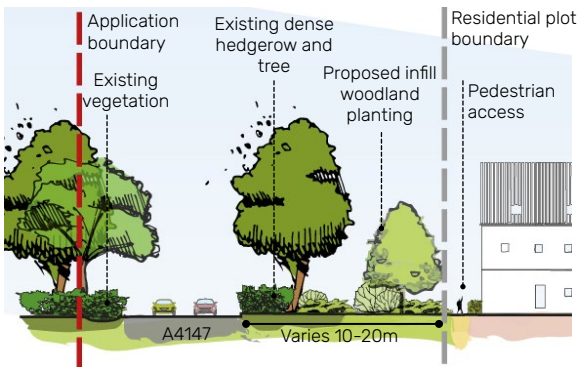 Application
boundary
Existing
vegetation
Existing dense
hedgerow and
tree
Proposed infill
woodland
planting
Residential plot
boundary
Pedestrian
access
A4147
Varies 10-20m